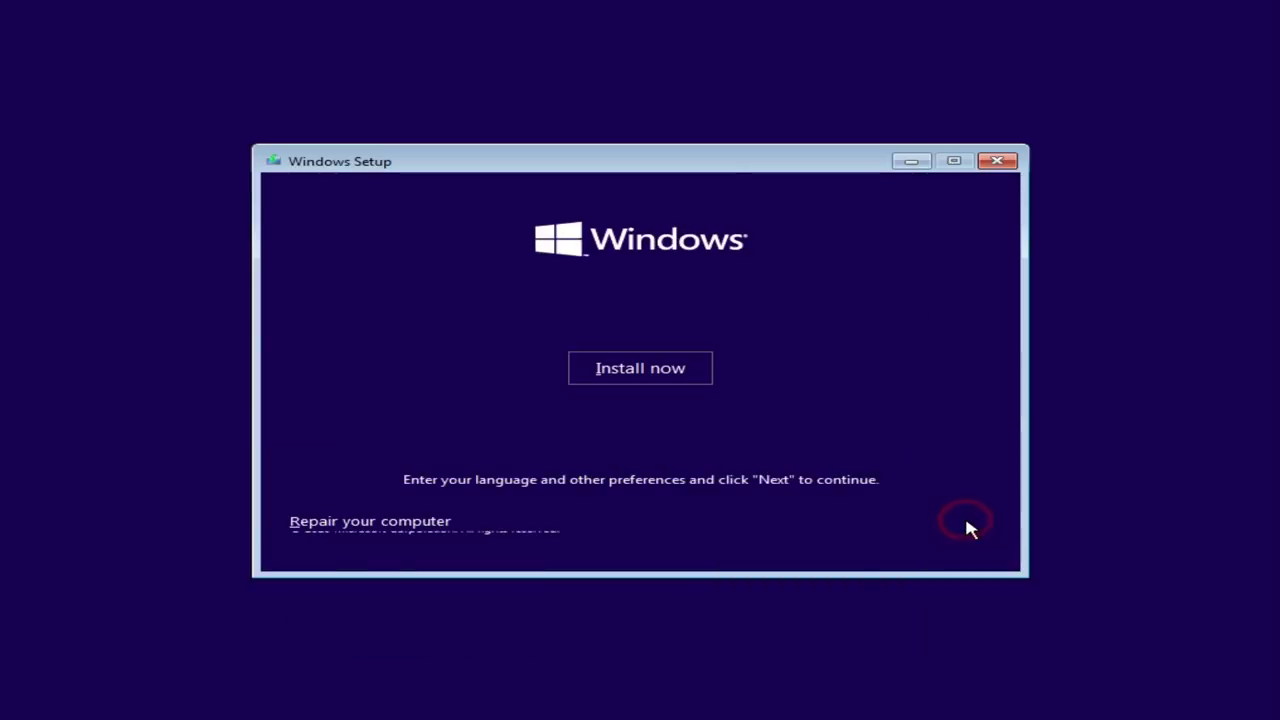 Windows Setup
Windows
Install now
Enter your language and other preferences and click "Next" to continue.
Repair your computer